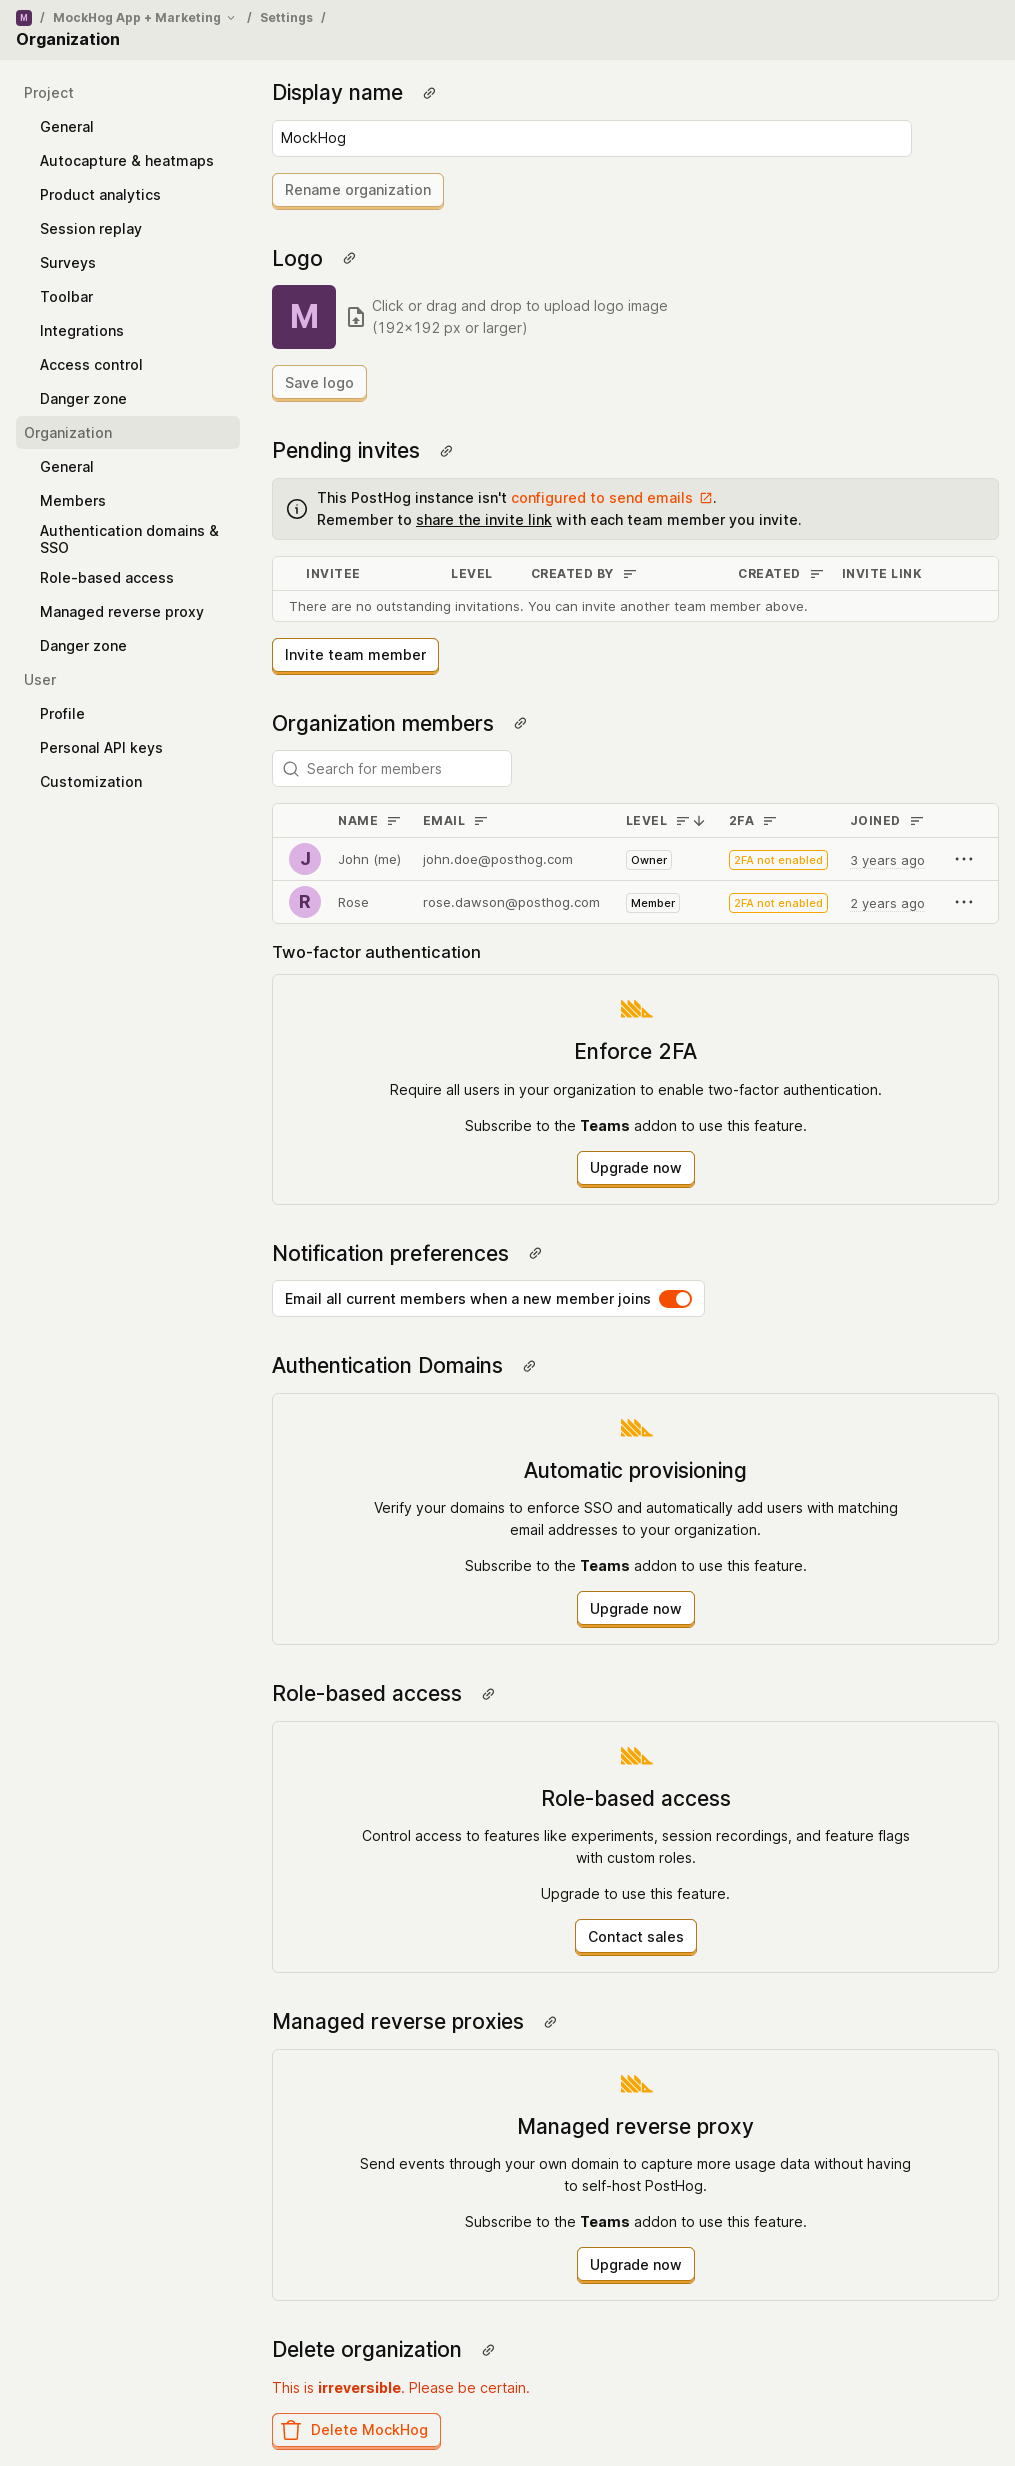 M / MockHog App + Marketing / Settings /
Organization
Project
General
Autocapture & heatmaps
Product analytics
Session replay
Surveys
Toolbar
Integrations
Access control
Danger zone
Organization
General
Members
Authentication domains &
SSO
Role-based access
Managed reverse proxy
Danger zone
User
Profile
Personal API keys
Customization
Display name
MockHog
Rename organization
Logo
M
Click or drag and drop to upload logo image
(192×192 px or larger)
Save logo
Pending invites
This PostHog instance isn't configured to send emails.
Remember to share the invite link with each team member you invite.
INVITEE LEVEL CREATED BY CREATED INVITE LINK
There are no outstanding invitations. You can invite another team member above.
Invite team member
Organization members
Search for members
NAME EMAIL LEVEL 2FA JOINED
J John (me) john.doe@posthog.com Owner 2FA not enabled 3 years ago
R Rose rose.dawson@posthog.com Member 2FA not enabled 2 years ago
Two-factor authentication
Enforce 2FA
Require all users in your organization to enable two-factor authentication.
Subscribe to the Teams addon to use this feature.
Upgrade now
Notification preferences
Email all current members when a new member joins
Authentication Domains
Automatic provisioning
Verify your domains to enforce SSO and automatically add users with matching
email addresses to your organization.
Subscribe to the Teams addon to use this feature.
Upgrade now
Role-based access
Role-based access
Control access to features like experiments, session recordings, and feature flags
with custom roles.
Upgrade to use this feature.
Contact sales
Managed reverse proxies
Managed reverse proxy
Send events through your own domain to capture more usage data without having
to self-host PostHog.
Subscribe to the Teams addon to use this feature.
Upgrade now
Delete organization
This is irreversible. Please be certain.
Delete MockHog